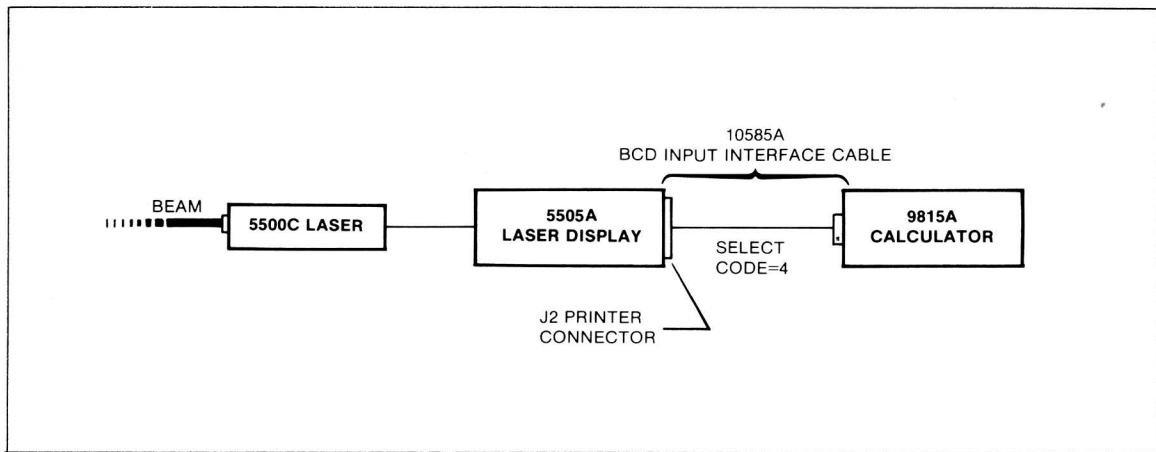 10585A
BCD INPUT INTERFACE CABLE
BEAM
5500C LASER
5505A
LASER DISPLAY
SELECT
CODE=4
9815A
CALCULATOR
J2 PRINTER
CONNECTOR